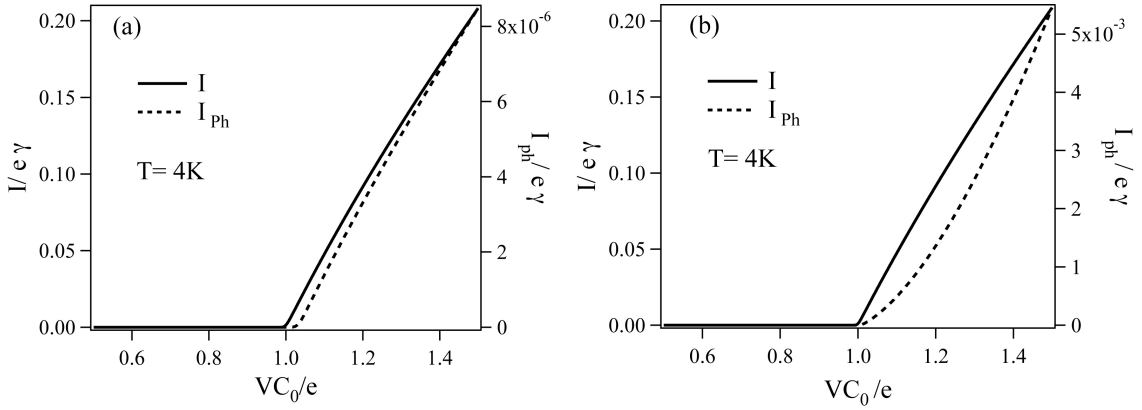 (a)
0.20
0.15
0.10
0.05
0.00
I/ e γ
I
I Ph
T= 4K
8x10-6
6
4
2
0
Iph/ e γ
0.6 0.8 1.0 1.2 1.4
VC0/e
(b)
0.20
0.15
0.10
0.05
0.00
I/ e γ
I
I Ph
T= 4K
5x10-3
4
3
2
1
0
Iph/ e γ
0.6 0.8 1.0 1.2 1.4
VC0/e